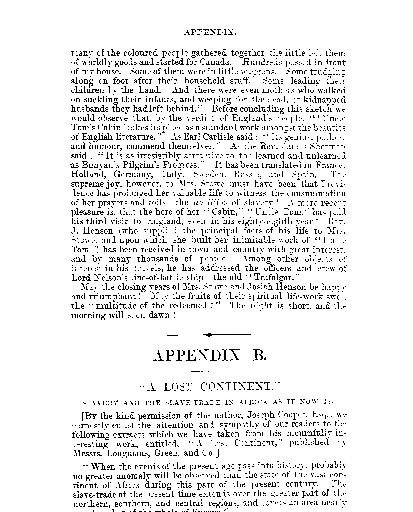 APPENDIX.
many of the coloured people gathered together the little left them
of worldly goods and started for Canada. Hundreds passed in front
of my house. Some of them were in little wagons. Some trudging
along on foot after their household stuff. Some leading their
children by the hand. And there were even mothers who walked
on suckling their infants, and weeping for the dead, or kidnapped
husbands they had left behind." Before concluding this sketch we
would observe that by the verdict of England's people, "Uncle
Tom's Cabin" takes its place as a standard work amongst the beauties
of English literature. As Earl Carlisle said: "Its genius, pathos,
and humour, commend themselves." As the Rev.
said: "It is as irresistibly attractive to the learned and unlearned
as Bunyan's Pilgrim's Progress." It has been translated in France,
Holland, Germany, Italy, Sweden, Russia, and Spain. The
supreme joy, however, to Mrs. Stowe must have been that Provi-
dence has prolonged her valuable life to witness the consummation
of her prayers and toils—the of slavery! A more recent
pleasure is, that the hero of her "Cabin," "Uncle Tom" has paid
his third visit to England, even in his eighty-eighth year. Rev.
J. Henson (who supplied the principal facts of his life to Mrs.
Stowe, and upon which she built her inimitable work of "Uncle
Tom") has been received in town and country with great interest,
and by many thousands of people. Among other objects of
interest in his travels, he has addressed the officers and crew of
Lord Nelson's line-of-battle ship—the old "Trafalgar."
May the closing years of Mrs. Stowe and Josiah Henson be happy
and triumphant! May the fruits of their spiritual life-work swell
the "multitude of the redeemed!" The night is short, and the
morning will soon dawn!
APPENDIX B.
"A LOST CONTINENT."
SLAVERY AND THE SLAVE-TRADE IN AFRICA AS IT NOW IS.
[By the kind permission of the author, Joseph Cooper, Esq., we
earnestly enlist the attention and sympathy of our readers to the
following extracts which we have taken from his mournfully in-
teresting work, entitled, "A Lost Continent," published by
Messrs. Longmans, Green, and Co.]
"When the events of the present age pass into history, probably
no greater anomaly will be observed than the state of the vast con-
tinent of Africa during this part of the present century. The
slave-trade at the present time extends over the greater part of the
northern, southern, and central regions, and covers an area nearly